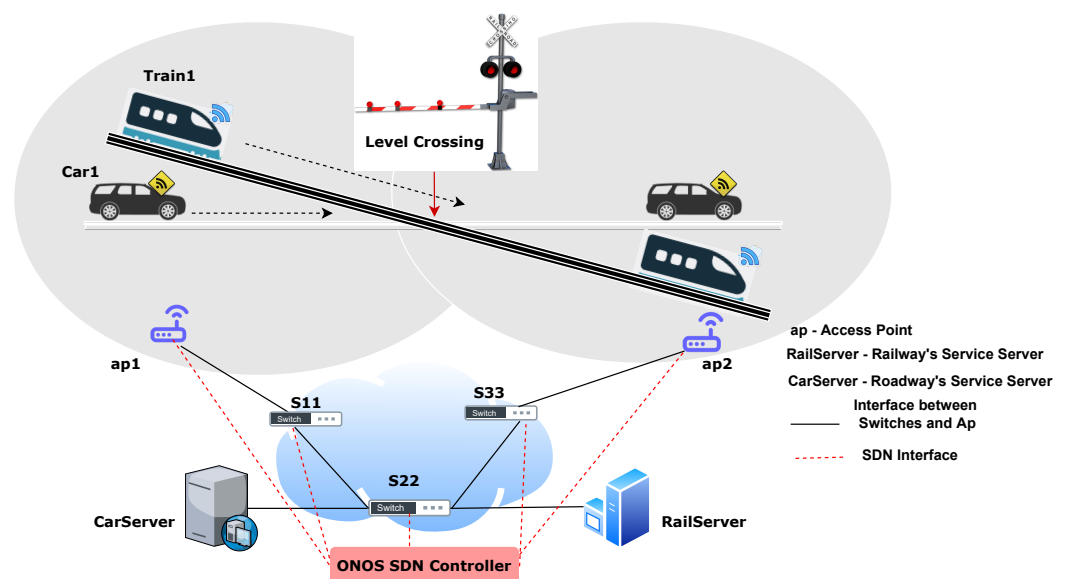 Train1
Level Crossing
Car1
ap1
ap2
ap - Access Point
RailServer - Railway's Service Server
CarServer - Roadway's Service Server
Interface between
Switches and Ap
SDN Interface
S11
Switch
S33
Switch
S22
Switch
CarServer
RailServer
ONOS SDN Controller